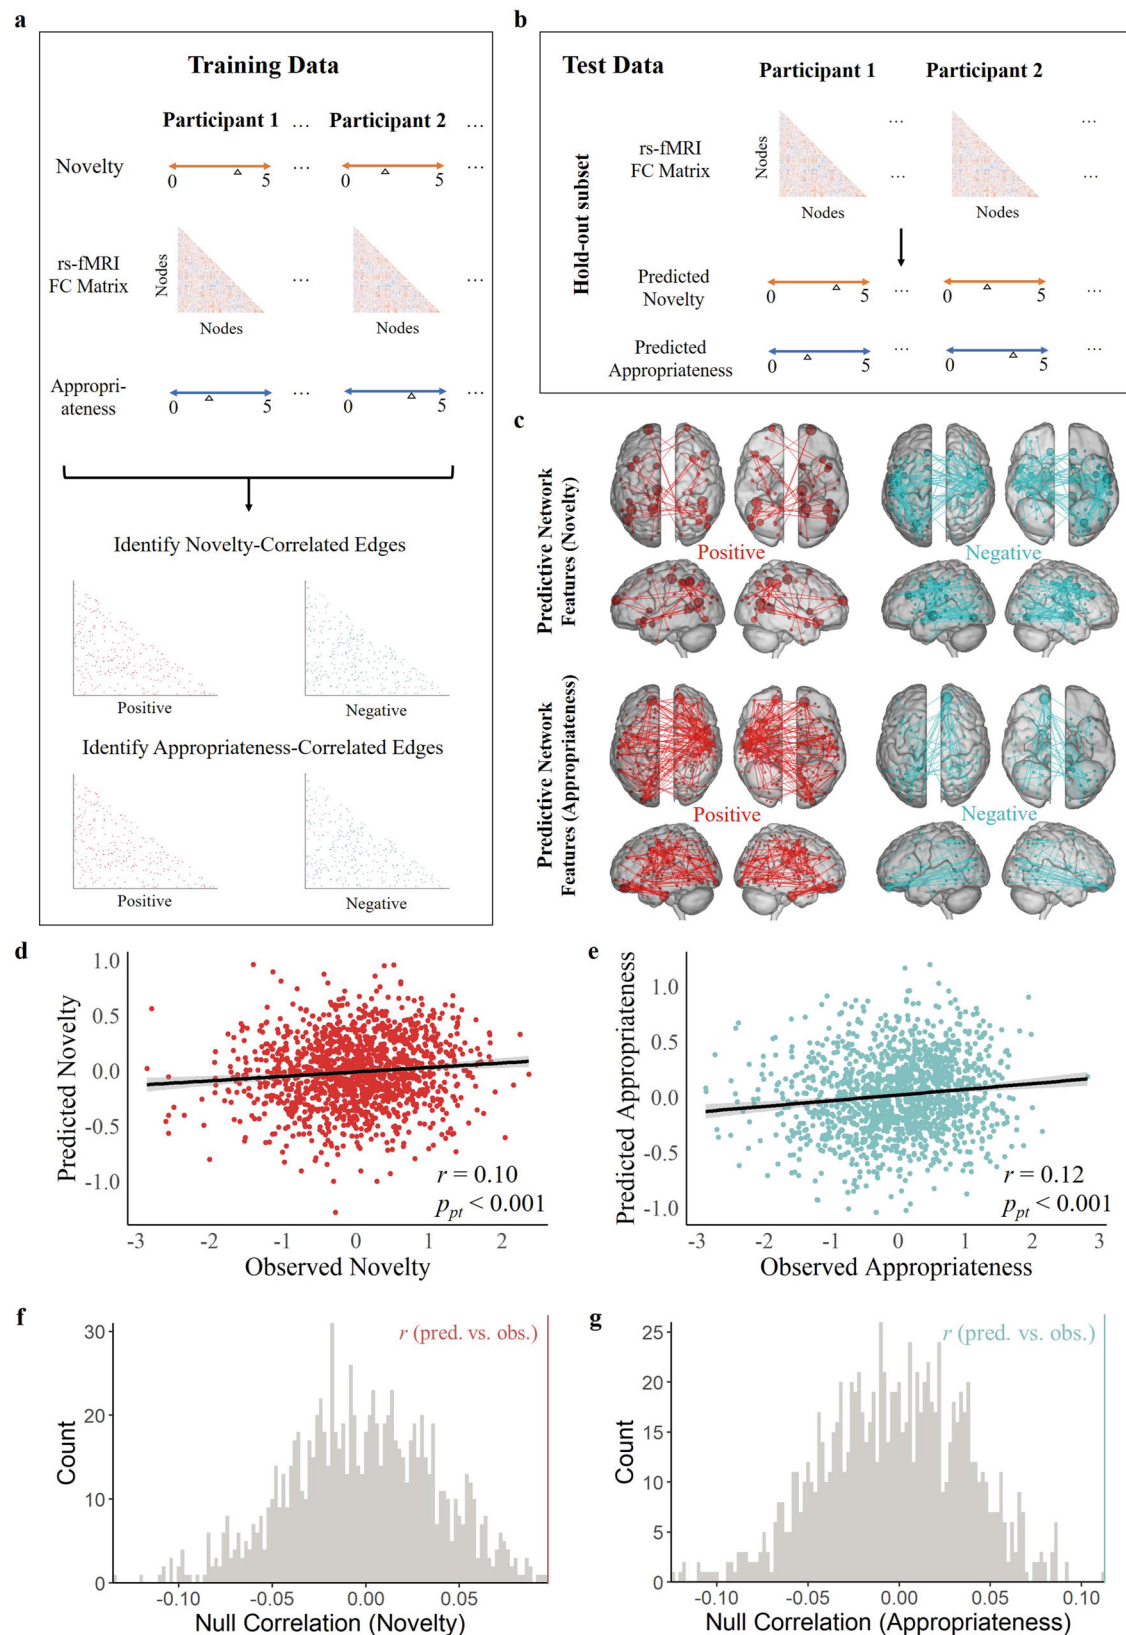 a
Training Data
Participant 1 … Participant 2 …
Novelty
0 5 … 0 5 …
rs-fMRI
FC Matrix
Nodes
… …
Nodes Nodes
Appropri-
ateness
0 5 … 0 5 …
Identify Novelty-Correlated Edges
Positive Negative
Identify Appropriateness-Correlated Edges
Positive Negative
b
Test Data
Participant 1 Participant 2
Hold-out subset
rs-fMRI
FC Matrix
Nodes
… …
… …
Nodes Nodes
Predicted
Novelty
0 5 … 0 5 …
Predicted
Appropriateness
0 5 … 0 5 …
c
Predictive Network
Features (Novelty)
Positive Negative
Predictive Network
Features (Appropriateness)
Positive Negative
d
Predicted Novelty
1.0
0.5
0.0
-0.5
-1.0
r = 0.10
p_pt < 0.001
-3 -2 -1 0 1 2
Observed Novelty
e
Predicted Appropriateness
1.0
0.5
0.0
-0.5
-1.0
r = 0.12
p_pt < 0.001
-3 -2 -1 0 1 2 3
Observed Appropriateness
f
r (pred. vs. obs.)
Count
30
20
10
0
-0.10 -0.05 0.00 0.05
Null Correlation (Novelty)
g
r (pred. vs. obs.)
Count
25
20
15
10
5
0
-0.10 -0.05 0.00 0.05 0.10
Null Correlation (Appropriateness)